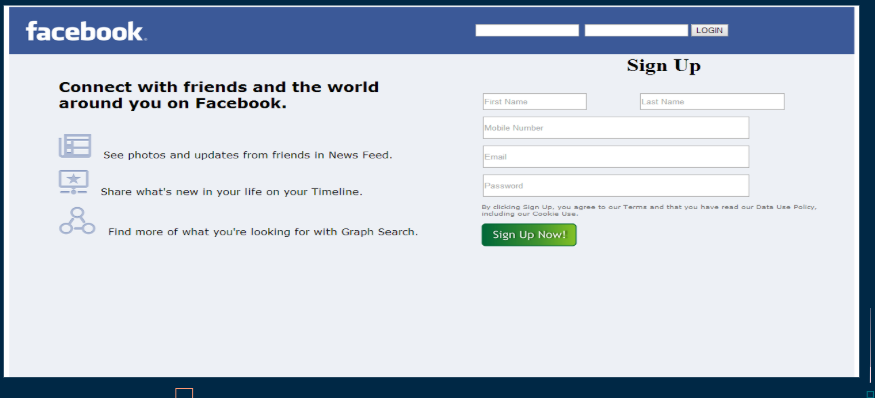 facebook.
LOGIN
Connect with friends and the world
around you on Facebook.
See photos and updates from friends in News Feed.
Share what's new in your life on your Timeline.
Find more of what you're looking for with Graph Search.
Sign Up
First Name
Last Name
Mobile Number
Email
Password
By clicking Sign Up, you agree to our Terms and that you have read our Data Use Policy,
including our Cookie Use.
Sign Up Now!